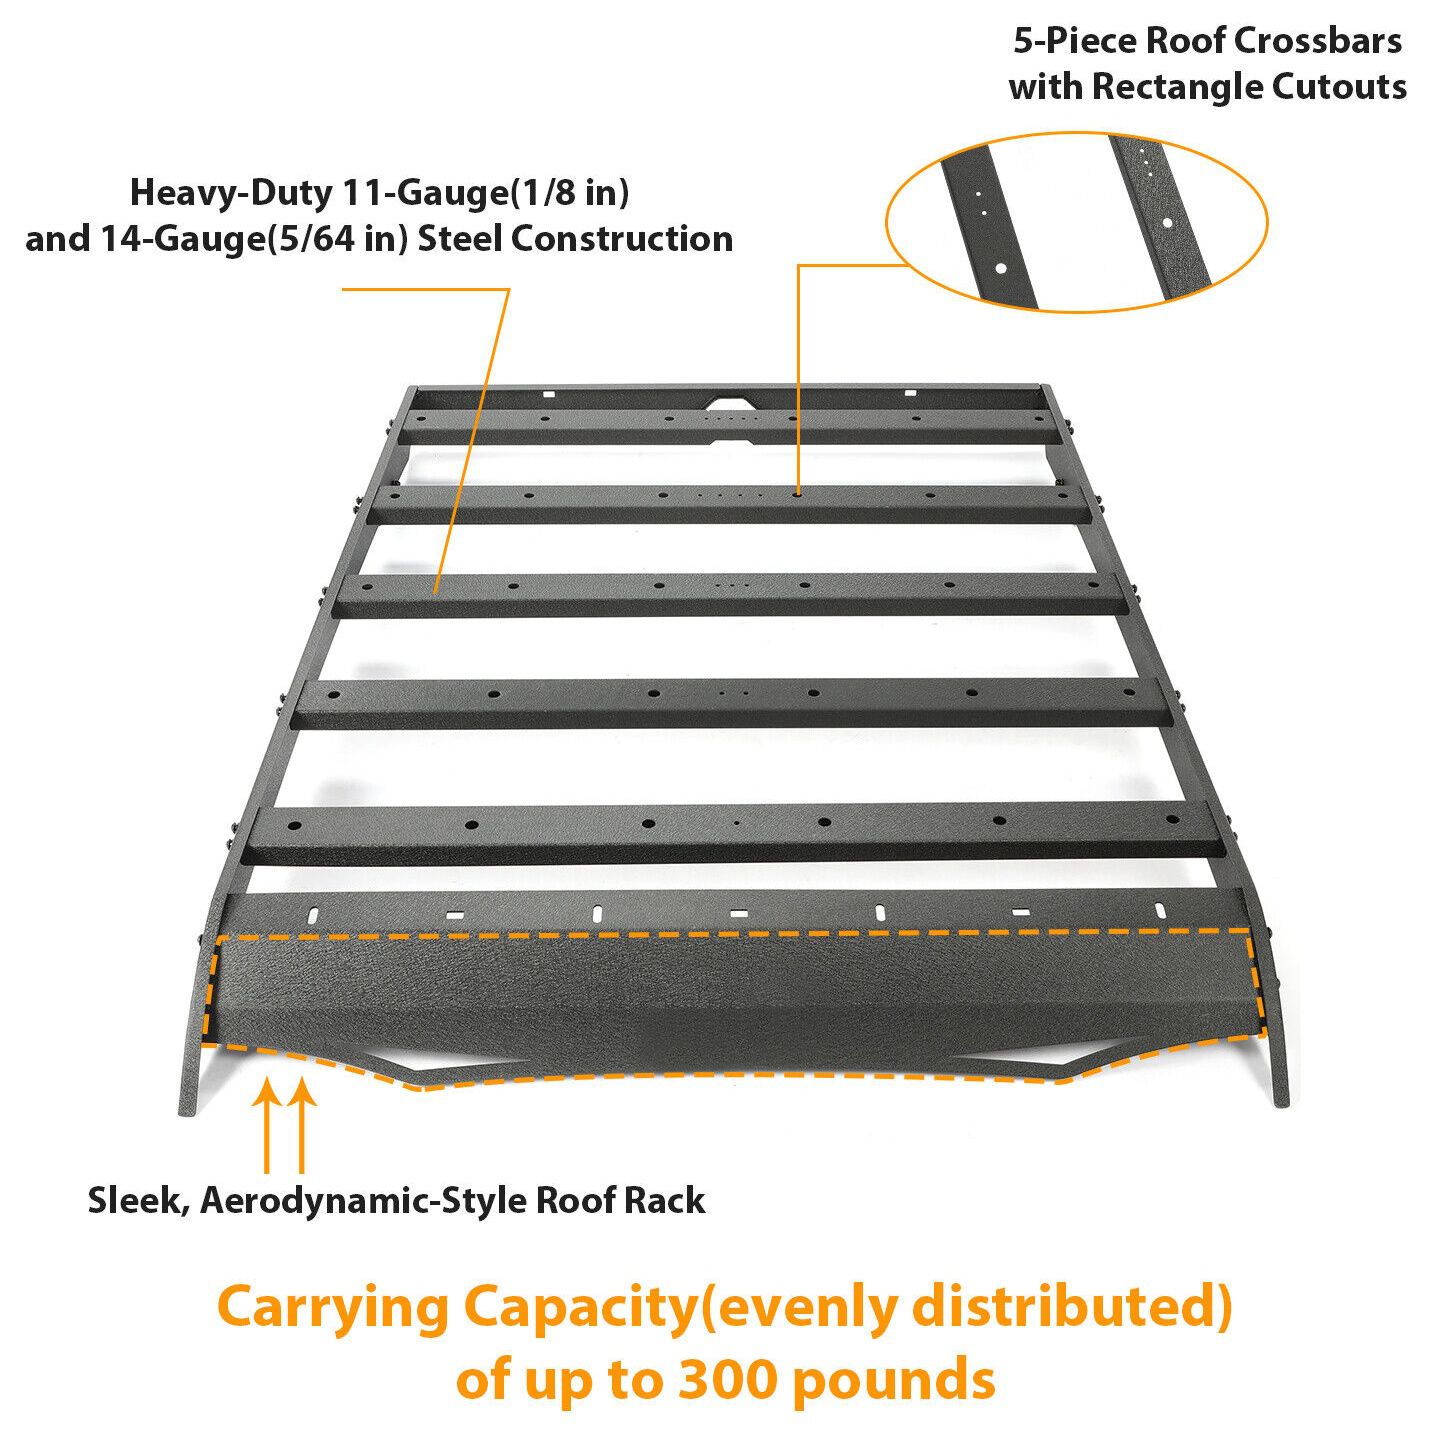 5-Piece Roof Crossbars
with Rectangle Cutouts
Heavy-Duty 11-Gauge(1/8 in)
and 14-Gauge(5/64 in) Steel Construction
Sleek, Aerodynamic-Style Roof Rack
Carrying Capacity(evenly distributed)
of up to 300 pounds